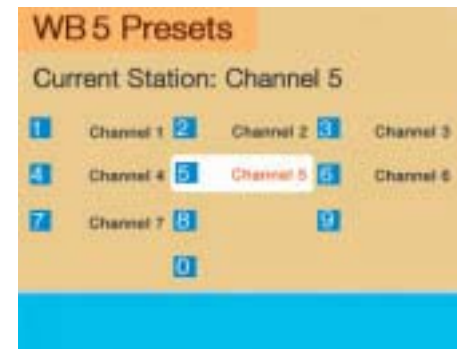 WB 5 Presets
Current Station: Channel 5
1 Channel 1 2 Channel 2 3 Channel 3
4 Channel 4 5 Channel 5 6 Channel 6
7 Channel 7 8 9
0